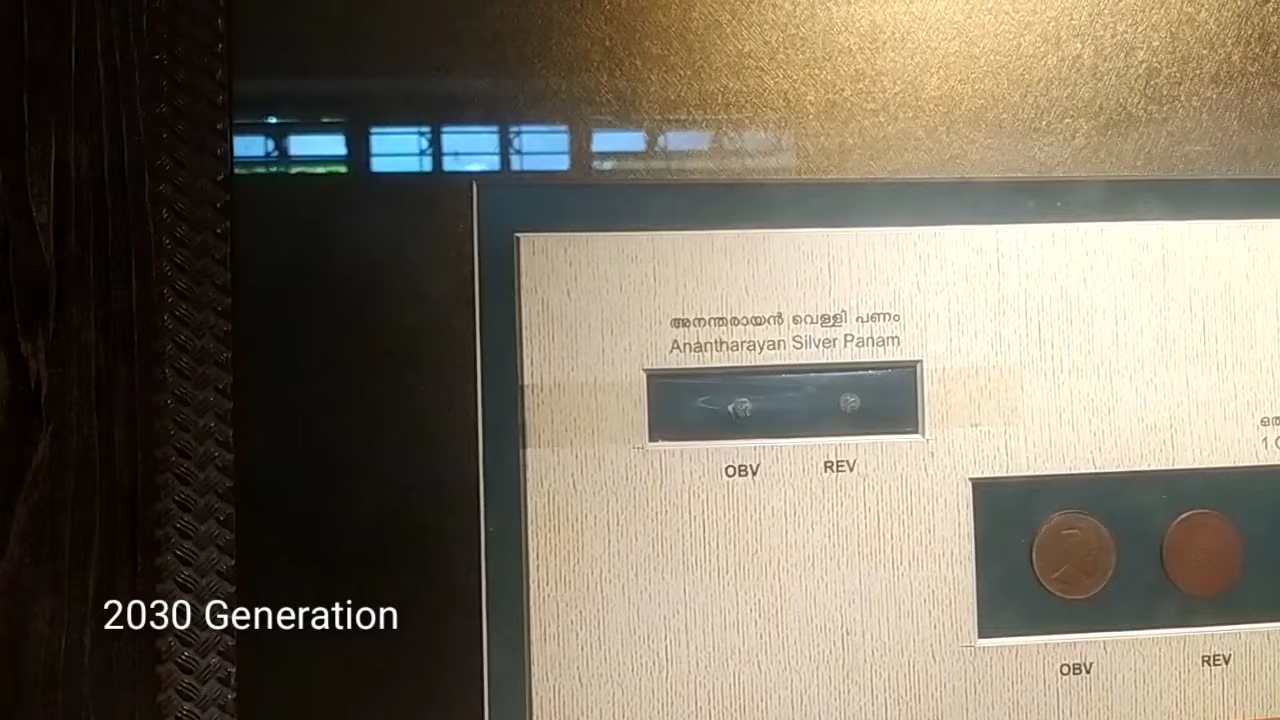 അനന്തരായൻ വെള്ളി പണം
Anantharayan Silver Panam
OBV REV
OBV REV
2030 Generation